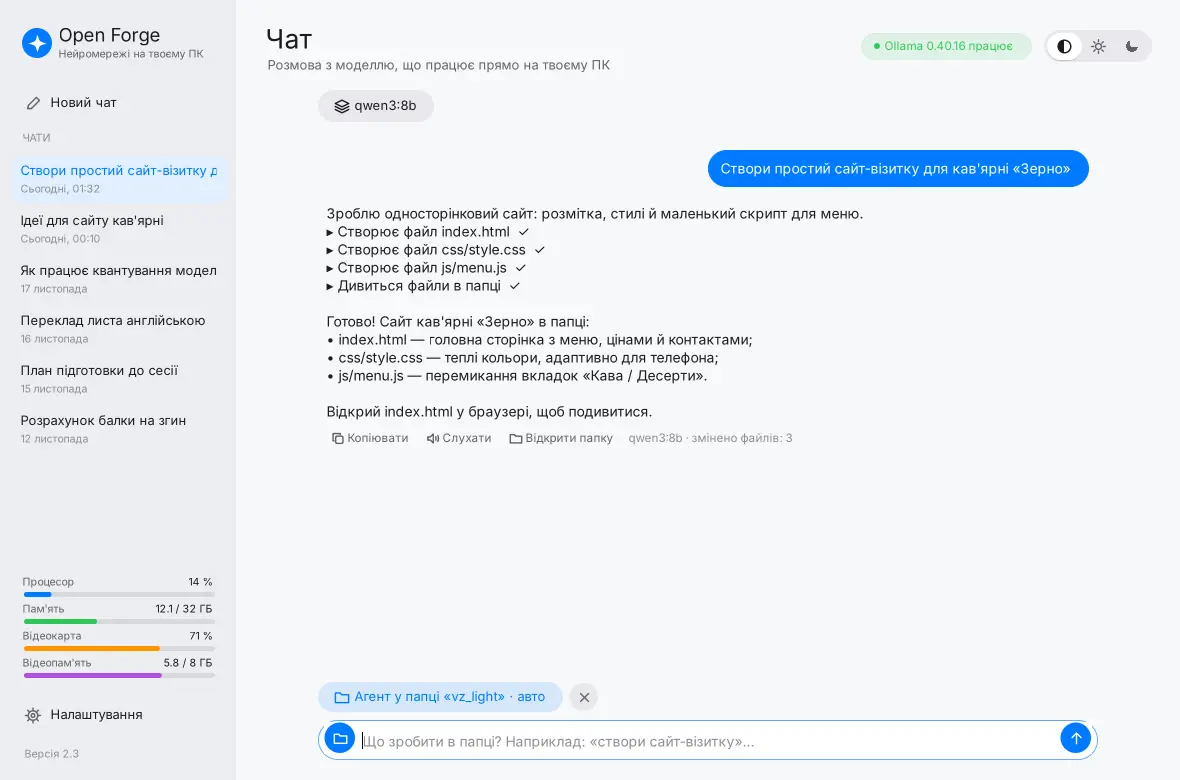 Open Forge
Нейромережі на твоєму ПК
Новий чат
ЧАТИ
Створи простий сайт-візитку д
Сьогодні, 01:32
Ідеї для сайту кав'ярні
Сьогодні, 00:10
Як працює квантування модел
17 листопада
Переклад листа англійською
16 листопада
План підготовки до сесії
15 листопада
Розрахунок балки на згин
12 листопада
Процесор 14 %
Пам'ять 12.1 / 32 ГБ
Відеокарта 71 %
Відеопам'ять 5.8 / 8 ГБ
Налаштування
Версія 2.3
Чат
Розмова з моделлю, що працює прямо на твоєму ПК
Ollama 0.40.16 працює
qwen3:8b
Створи простий сайт-візитку для кав'ярні «Зерно»
Зроблю односторінковий сайт: розмітка, стилі й маленький скрипт для меню.
▸ Створює файл index.html ✓
▸ Створює файл css/style.css ✓
▸ Створює файл js/menu.js ✓
▸ Дивиться файли в папці ✓
Готово! Сайт кав'ярні «Зерно» в папці:
• index.html — головна сторінка з меню, цінами й контактами;
• css/style.css — теплі кольори, адаптивно для телефона;
• js/menu.js — перемикання вкладок «Кава / Десерти».
Відкрий index.html у браузері, щоб подивитися.
Копіювати Слухати Відкрити папку qwen3:8b · змінено файлів: 3
Агент у папці «vz_light» · авто
Що зробити в папці? Наприклад: «створи сайт-візитку»...